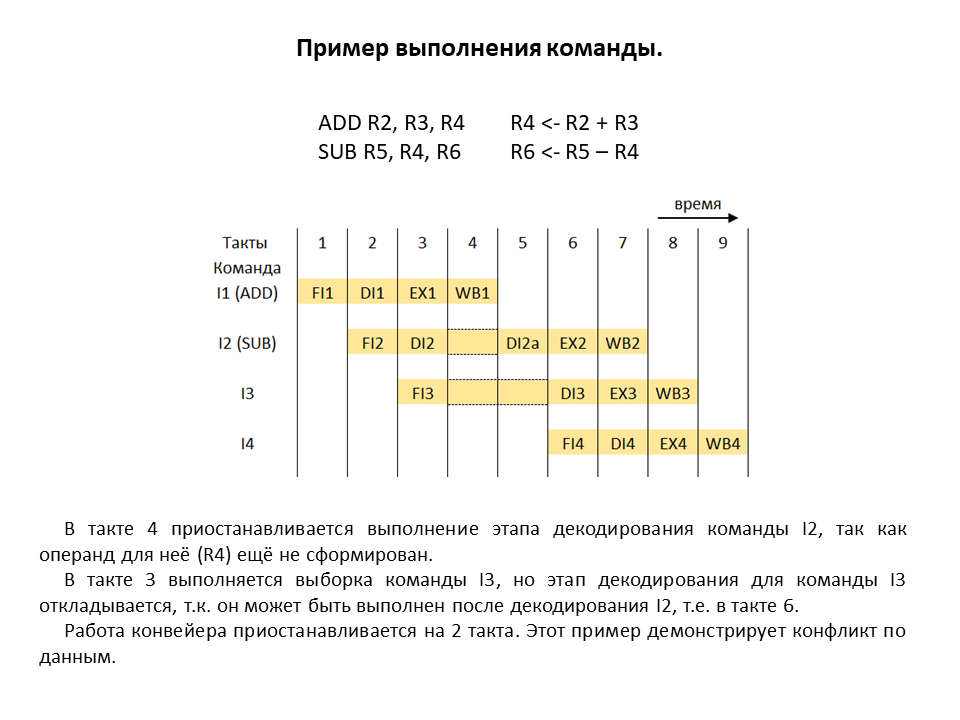 Пример выполнения команды.
ADD R2, R3, R4 R4 <- R2 + R3
SUB R5, R4, R6 R6 <- R5 – R4
время
Такты 1 2 3 4 5 6 7 8 9
Команда
I1 (ADD) FI1 DI1 EX1 WB1
I2 (SUB) FI2 DI2 DI2a EX2 WB2
I3 FI3 DI3 EX3 WB3
I4 FI4 DI4 EX4 WB4
В такте 4 приостанавливается выполнение этапа декодирования команды I2, так как
операнд для неё (R4) ещё не сформирован.
В такте 3 выполняется выборка команды I3, но этап декодирования для команды I3
откладывается, т.к. он может быть выполнен после декодирования I2, т.е. в такте 6.
Работа конвейера приостанавливается на 2 такта. Этот пример демонстрирует конфликт по
данным.